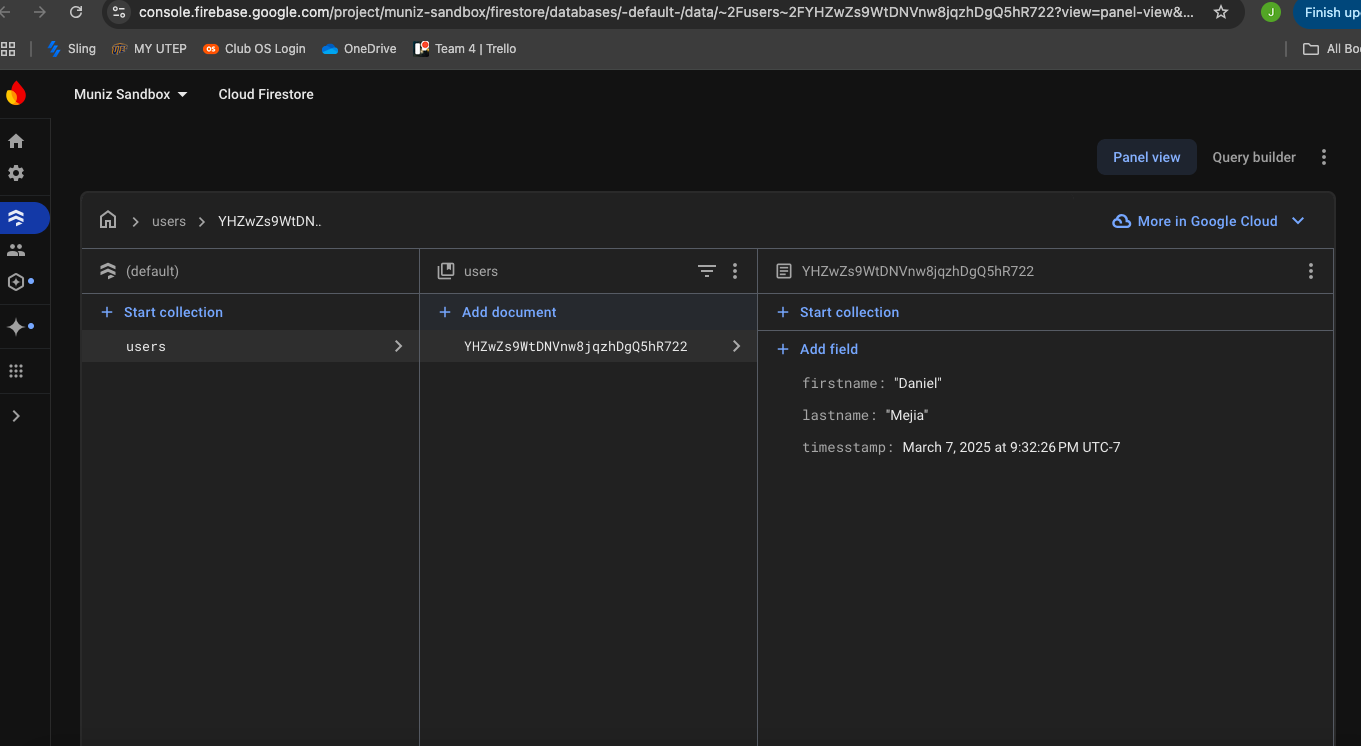 console.firebase.google.com/project/muniz-sandbox/firestore/databases/-default-/data/~2Fusers~2FYHZwZs9WtDNVnw8jqzhDgQ5hR722?view=panel-view&... J Finish up
Sling MY UTEP os Club OS Login OneDrive Team 4 | Trello All Bo
Muniz Sandbox Cloud Firestore
Panel view Query builder
users YHZwZs9WtDN.. More in Google Cloud
(default) users YHZwZs9WtDNVnw8jqzhDgQ5hR722
+ Start collection + Add document + Start collection
users YHZwZs9WtDNVnw8jqzhDgQ5hR722 + Add field
firstname: "Daniel"
lastname: "Mejia"
timesstamp: March 7, 2025 at 9:32:26 PM UTC-7